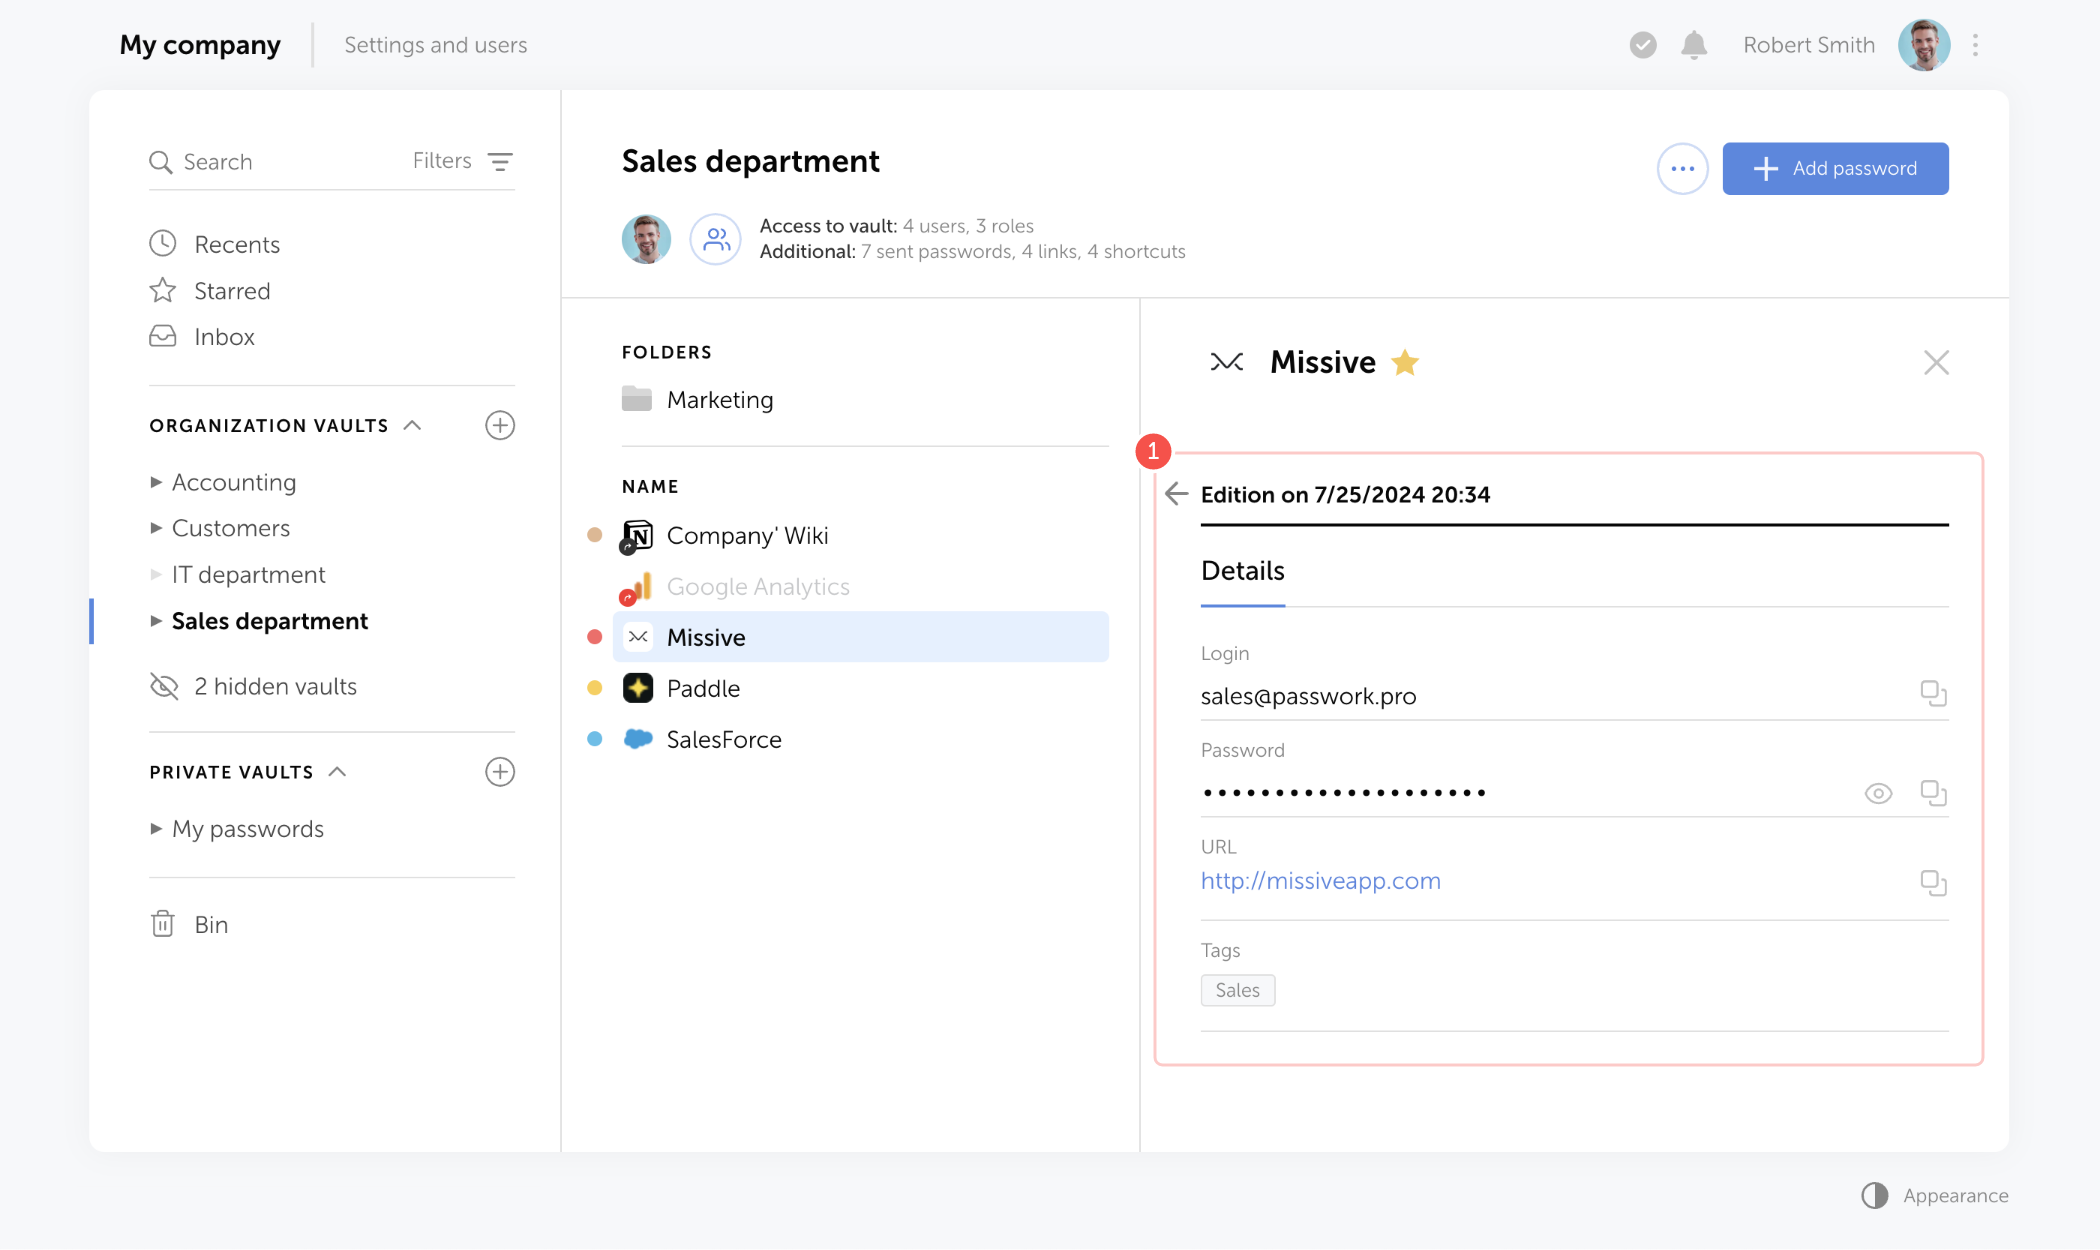 My company
Settings and users
Robert Smith
Search
Filters
Recents
Starred
Inbox
ORGANIZATION VAULTS
Accounting
Customers
IT department
Sales department
2 hidden vaults
PRIVATE VAULTS
My passwords
Bin
Sales department
Add password
Access to vault: 4 users, 3 roles
Additional: 7 sent passwords, 4 links, 4 shortcuts
FOLDERS
Marketing
NAME
Company' Wiki
Google Analytics
Missive
Paddle
SalesForce
Missive
1
Edition on 7/25/2024 20:34
Details
Login
sales@passwork.pro
Password
••••••••••••••••••••
URL
http://missiveapp.com
Tags
Sales
Appearance